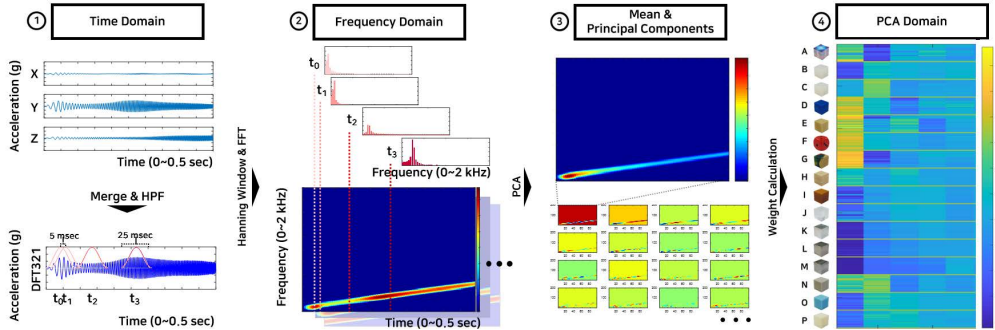 1 Time Domain
Acceleration (g)
X
Y
Z
Time (0~0.5 sec)
Merge & HPF
Acceleration (g)
DFT321
5 msec
25 msec
t0
t1
t2
t3
Time (0~0.5 sec)
Hanning Window & FFT
2 Frequency Domain
t0
t1
t2
t3
Frequency (0~2 kHz)
Frequency (0~2 kHz)
Time (0~0.5 sec)
PCA
3 Mean &
Principal Components
Weight Calculation
4 PCA Domain
A
B
C
D
E
F
G
H
I
J
K
L
M
N
O
P